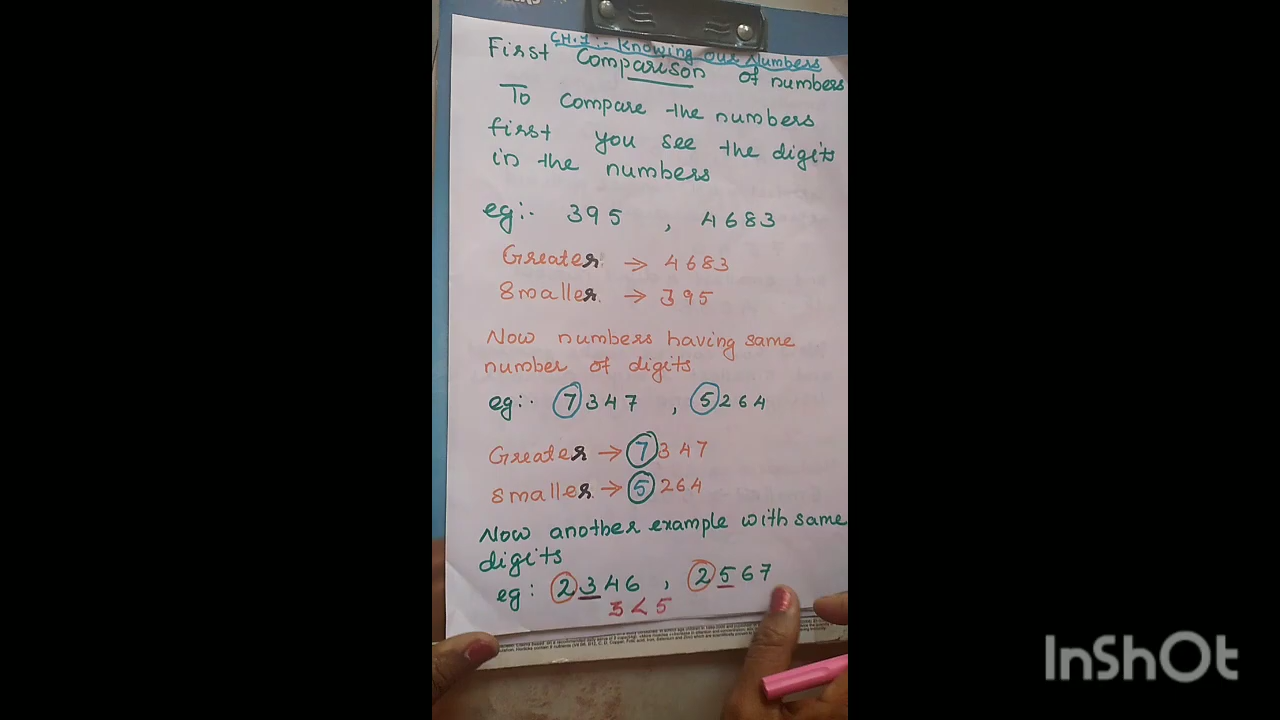 CH.1:- Knowing Our Numbers
First Comparison of numbers
To compare the numbers
first you see the digits
in the numbers
eg:- 395 , 4683
Greater → 4683
Smaller → 395
Now numbers having same
number of digits
eg:- 7347 , 5264
Greater → 7347
smaller → 5264
Now another example with same
digits
eg: 2346 , 2567
3 < 5
InShOt